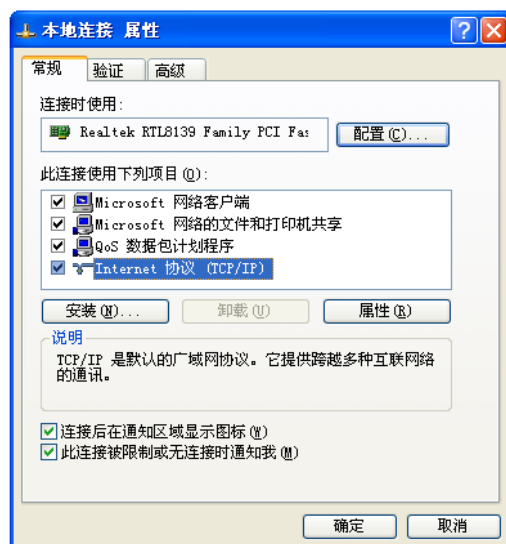 本地连接 属性
常规 验证 高级
连接时使用:
Realtek RTL8139 Family PCI Fas 配置(C)...
此连接使用下列项目(O):
Microsoft 网络客户端
Microsoft 网络的文件和打印机共享
QoS 数据包计划程序
Internet 协议 (TCP/IP)
安装(N)... 卸载(U) 属性(R)
说明
TCP/IP 是默认的广域网协议。它提供跨越多种互联网络
的通讯。
连接后在通知区域显示图标(W)
此连接被限制或无连接时通知我(M)
确定 取消